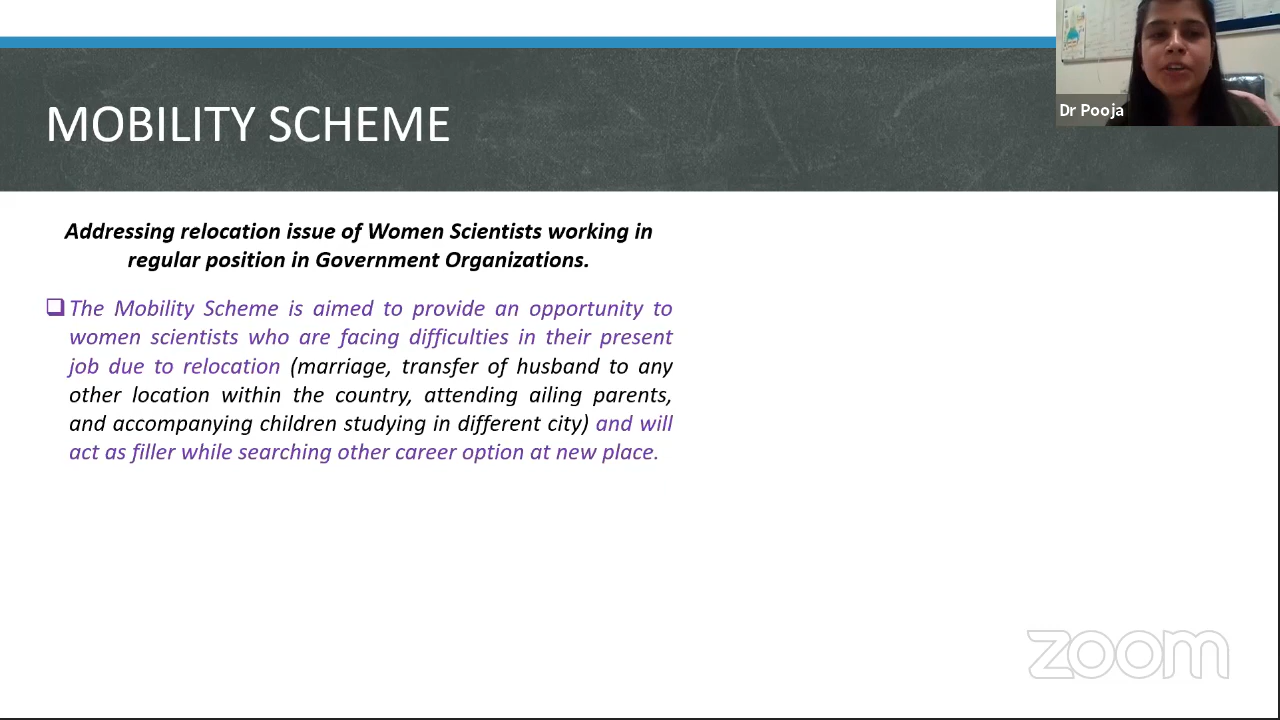 MOBILITY SCHEME
Dr Pooja
Addressing relocation issue of Women Scientists working in
regular position in Government Organizations.
The Mobility Scheme is aimed to provide an opportunity to
women scientists who are facing difficulties in their present
job due to relocation (marriage, transfer of husband to any
other location within the country, attending ailing parents,
and accompanying children studying in different city) and will
act as filler while searching other career option at new place.
zoom